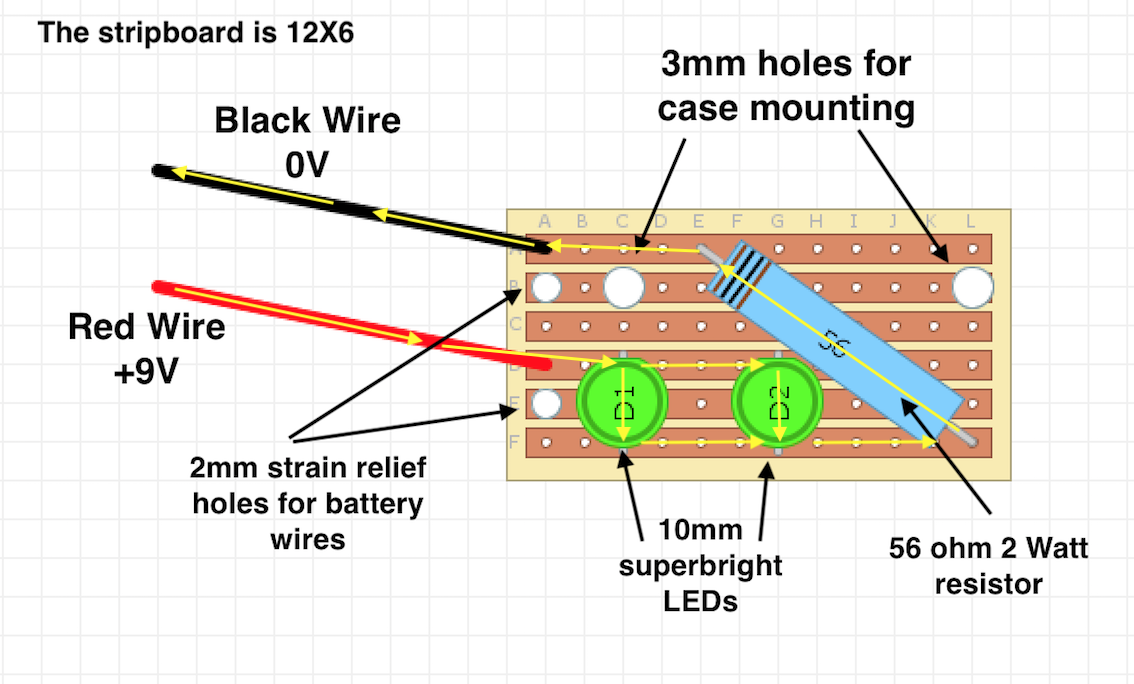 The stripboard is 12X6
3mm holes for
case mounting
Black Wire
0V
A B C D E F G H I J K L
A
B
C
D
E
F
56
D1
D2
Red Wire
+9V
2mm strain relief
holes for battery
wires
10mm
superbright
LEDs
56 ohm 2 Watt
resistor